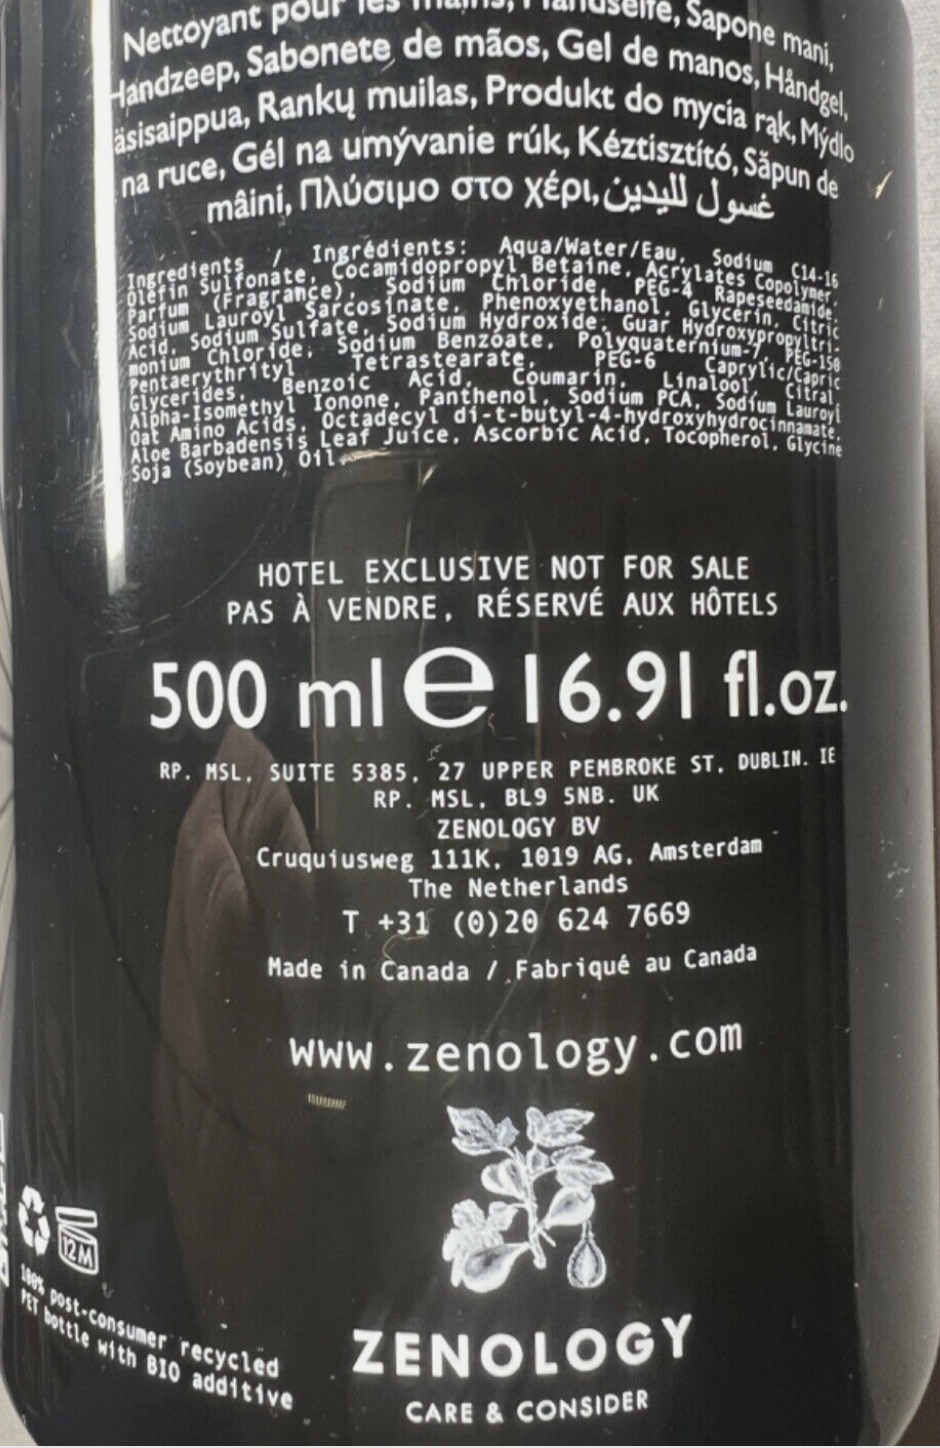 Nettoyant pour les mains, Handseife, Sapone mani,
Handzeep, Sabonete de mãos, Gel de manos, Håndgel,
äsisaippua, Rankų muilas, Produkt do mycia rąk, Mýdlo
na ruce, Gél na umývanie rúk, Kéztisztító, Săpun de
mâini, Πλύσιμο στο χέρι, غسول لليدين
Ingredients / Ingrédients: Aqua/Water/Eau, Sodium C14-16
Olefin Sulfonate, Cocamidopropyl Betaine, Acrylates Copolymer,
Parfum (Fragrance), Sodium Chloride, PEG-4 Rapeseedamide,
Sodium Lauroyl Sarcosinate, Phenoxyethanol, Glycerin, Citric
Acid, Sodium Sulfate, Sodium Hydroxide, Guar Hydroxypropyltri-
monium Chloride, Sodium Benzoate, Polyquaternium-7, PEG-150
Pentaerythrityl Tetrastearate, PEG-6 Caprylic/Capric
Glycerides, Benzoic Acid, Coumarin, Linalool, Citral,
Alpha-Isomethyl Ionone, Panthenol, Sodium PCA, Sodium Lauroyl
Oat Amino Acids, Octadecyl di-t-butyl-4-hydroxyhydrocinnamate,
Aloe Barbadensis Leaf Juice, Ascorbic Acid, Tocopherol, Glycine
Soja (Soybean) Oil
HOTEL EXCLUSIVE NOT FOR SALE
PAS À VENDRE, RÉSERVÉ AUX HÔTELS
500 ml e 16.91 fl.oz.
RP. MSL, SUITE 5385, 27 UPPER PEMBROKE ST, DUBLIN. IE
RP. MSL, BL9 5NB. UK
ZENOLOGY BV
Cruquiusweg 111K, 1019 AG, Amsterdam
The Netherlands
T +31 (0)20 624 7669
Made in Canada / Fabriqué au Canada
www.zenology.com
12M
100% post-consumer recycled
PET bottle with BIO additive
ZENOLOGY
CARE & CONSIDER